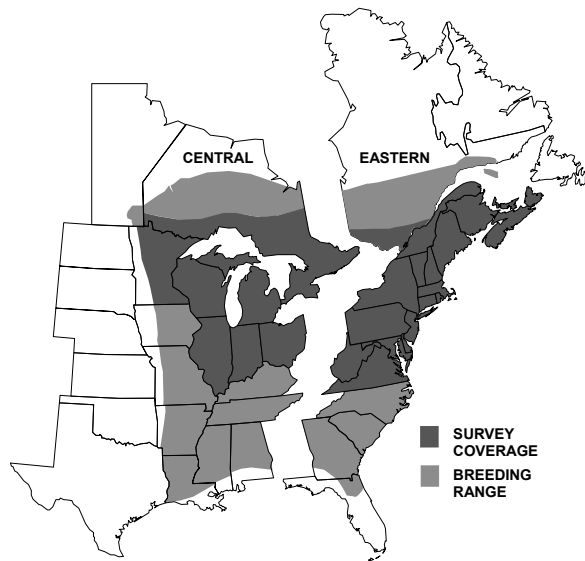 CENTRAL
EASTERN
SURVEY
COVERAGE
BREEDING
RANGE